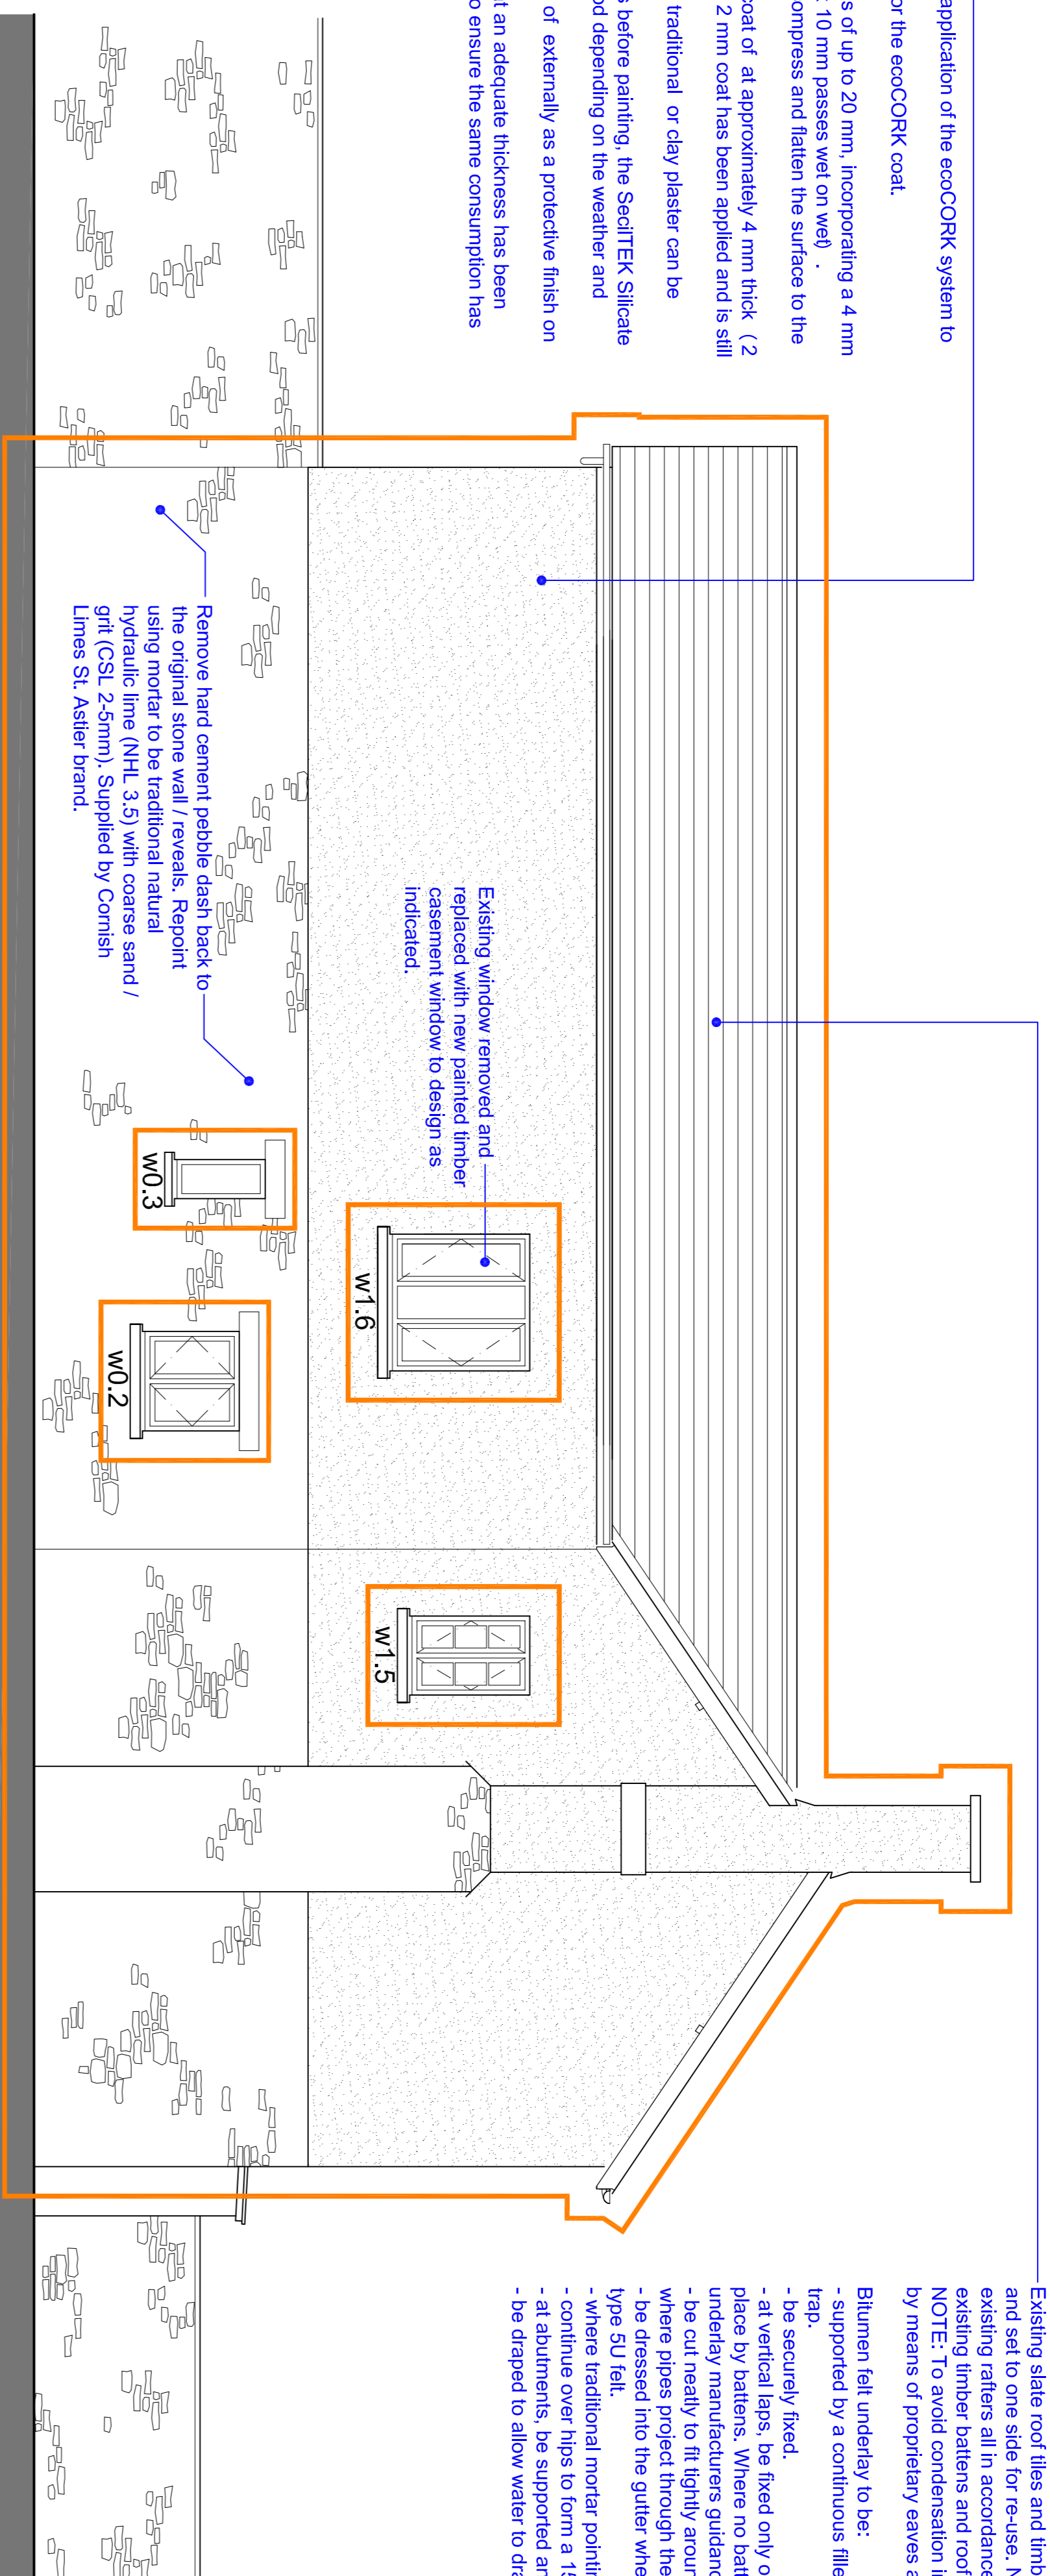 application of the ecoCORK system to
or the ecoCORK coat.
s of up to 20 mm, incorporating a 4 mm
10 mm passes wet on wet) .
ompress and flatten the surface to the
coat of at approximately 4 mm thick ( 2
2 mm coat has been applied and is still
traditional or clay plaster can be
s before painting, the SecilTEK Silicate
od depending on the weather and
of externally as a protective finish on
at an adequate thickness has been
o ensure the same consumption has
Existing slate roof tiles and timb
and set to one side for re-use. N
existing rafters all in accordance
existing timber battens and roof
NOTE: To avoid condensation i
by means of proprietary eaves a
Bitumen felt underlay to be:
- supported by a continuous fille
trap.
- be securely fixed.
- at vertical laps, be fixed only o
place by battens. Where no batt
underlay manufacturers guidanc
- be cut neatly to fit tightly aroun
where pipes project through the
- be dressed into the gutter whe
type 5U felt.
- where traditional mortar pointin
- continue over hips to form a 15
- at abutments, be supported an
- be draped to allow water to dra
Existing window removed and
replaced with new painted timber
casement window to design as
indicated.
w1.6
w1.5
Remove hard cement pebble dash back to
the original stone wall / reveals. Repoint
using mortar to be traditional natural
hydraulic lime (NHL 3.5) with coarse sand /
grit (CSL 2-5mm). Supplied by Cornish
Limes St. Astier brand.
w0.3
w0.2